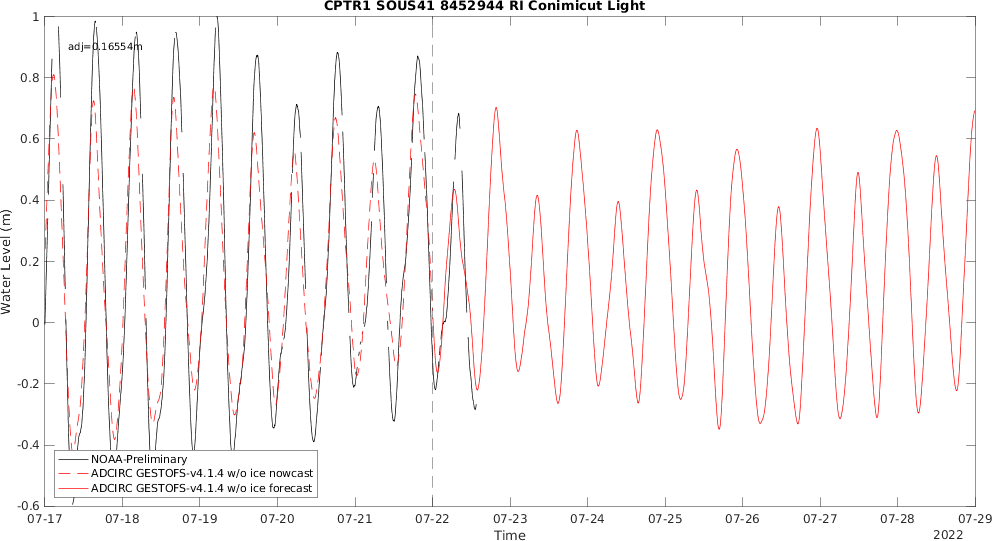 CPTR1 SOUS41 8452944 RI Conimicut Light
adj=0.16554m
1
0.8
0.6
0.4
0.2
0
-0.2
-0.4
-0.6
Water Level (m)
NOAA-Preliminary
ADCIRC GESTOFS-v4.1.4 w/o ice nowcast
ADCIRC GESTOFS-v4.1.4 w/o ice forecast
07-17 07-18 07-19 07-20 07-21 07-22 07-23 07-24 07-25 07-26 07-27 07-28 07-29
Time
2022